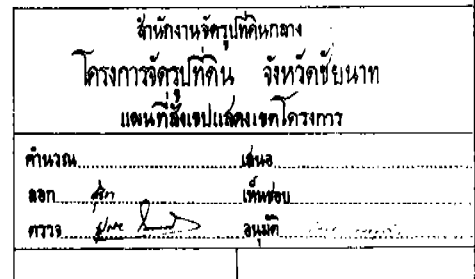 สำนักงานจัดรูปที่ดินกลาง
โครงการจัดรูปที่ดิน จังหวัดชัยนาท
แผนที่สังเขปแสดงเขตโครงการ
คำนวณ เสนอ
ลอก เห็นชอบ
ตรวจ อนุมัติ